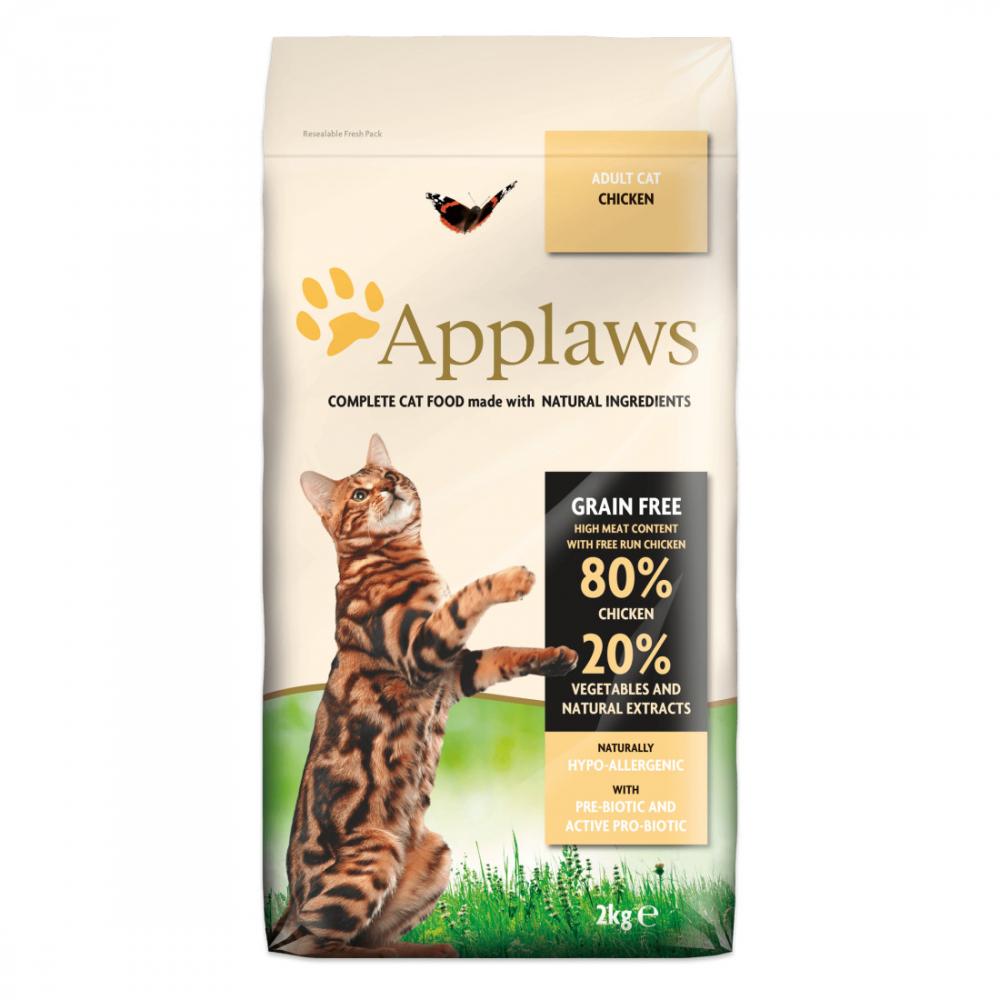 Resealable Fresh Pack
ADULT CAT
CHICKEN
Applaws
COMPLETE CAT FOOD made with NATURAL INGREDIENTS
GRAIN FREE
HIGH MEAT CONTENT
WITH FREE RUN CHICKEN
80%
CHICKEN
20%
VEGETABLES AND
NATURAL EXTRACTS
NATURALLY
HYPO-ALLERGENIC
WITH
PRE-BIOTIC AND
ACTIVE PRO-BIOTIC
2kg ℮